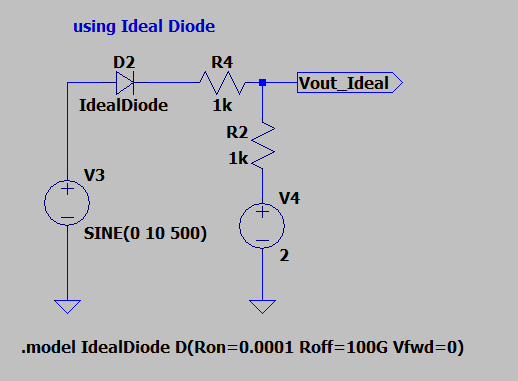 using Ideal Diode
D2
R4
IdealDiode
1k
Vout_Ideal
R2
1k
V3
V4
SINE(0 10 500)
2
.model IdealDiode D(Ron=0.0001 Roff=100G Vfwd=0)